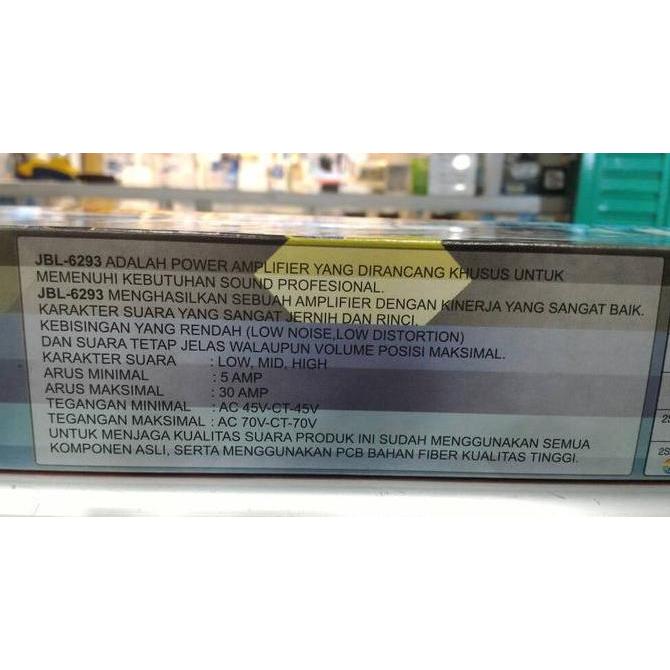 JBL-6293 ADALAH POWER AMPLIFIER YANG DIRANCANG KHUSUS UNTUK
MEMENUHI KEBUTUHAN SOUND PROFESIONAL.
JBL-6293 MENGHASILKAN SEBUAH AMPLIFIER DENGAN KINERJA YANG SANGAT BAIK.
KARAKTER SUARA YANG SANGAT JERNIH DAN RINCI.
KEBISINGAN YANG RENDAH (LOW NOISE,LOW DISTORTION)
DAN SUARA TETAP JELAS WALAUPUN VOLUME POSISI MAKSIMAL.
KARAKTER SUARA : LOW, MID, HIGH
ARUS MINIMAL : 5 AMP
ARUS MAKSIMAL : 30 AMP
TEGANGAN MINIMAL : AC 45V-CT-45V
TEGANGAN MAKSIMAL : AC 70V-CT-70V
UNTUK MENJAGA KUALITAS SUARA PRODUK INI SUDAH MENGGUNAKAN SEMUA
KOMPONEN ASLI, SERTA MENGGUNAKAN PCB BAHAN FIBER KUALITAS TINGGI.